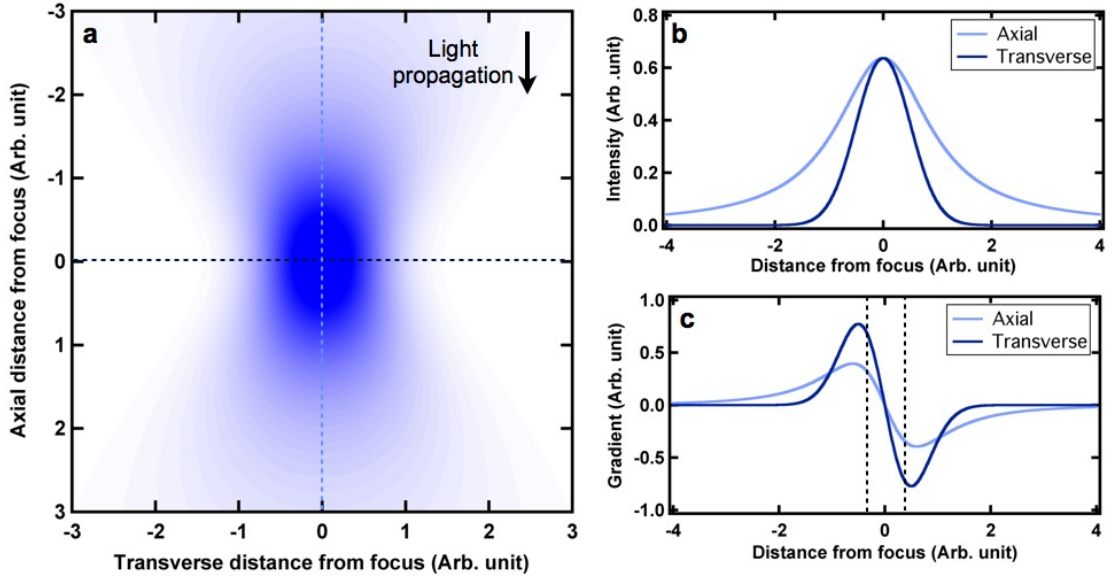 a
Light
propagation
-3
-2
-1
0
1
2
3
Axial distance from focus (Arb. unit)
-3 -2 -1 0 1 2 3
Transverse distance from focus (Arb. unit)
b
Axial
Transverse
0.8
0.6
0.4
0.2
0.0
Intensity (Arb .unit)
-4 -2 0 2 4
Distance from focus (Arb. unit)
c
Axial
Transverse
1.0
0.5
0.0
-0.5
-1.0
Gradient (Arb. unit)
-4 -2 0 2 4
Distance from focus (Arb. unit)